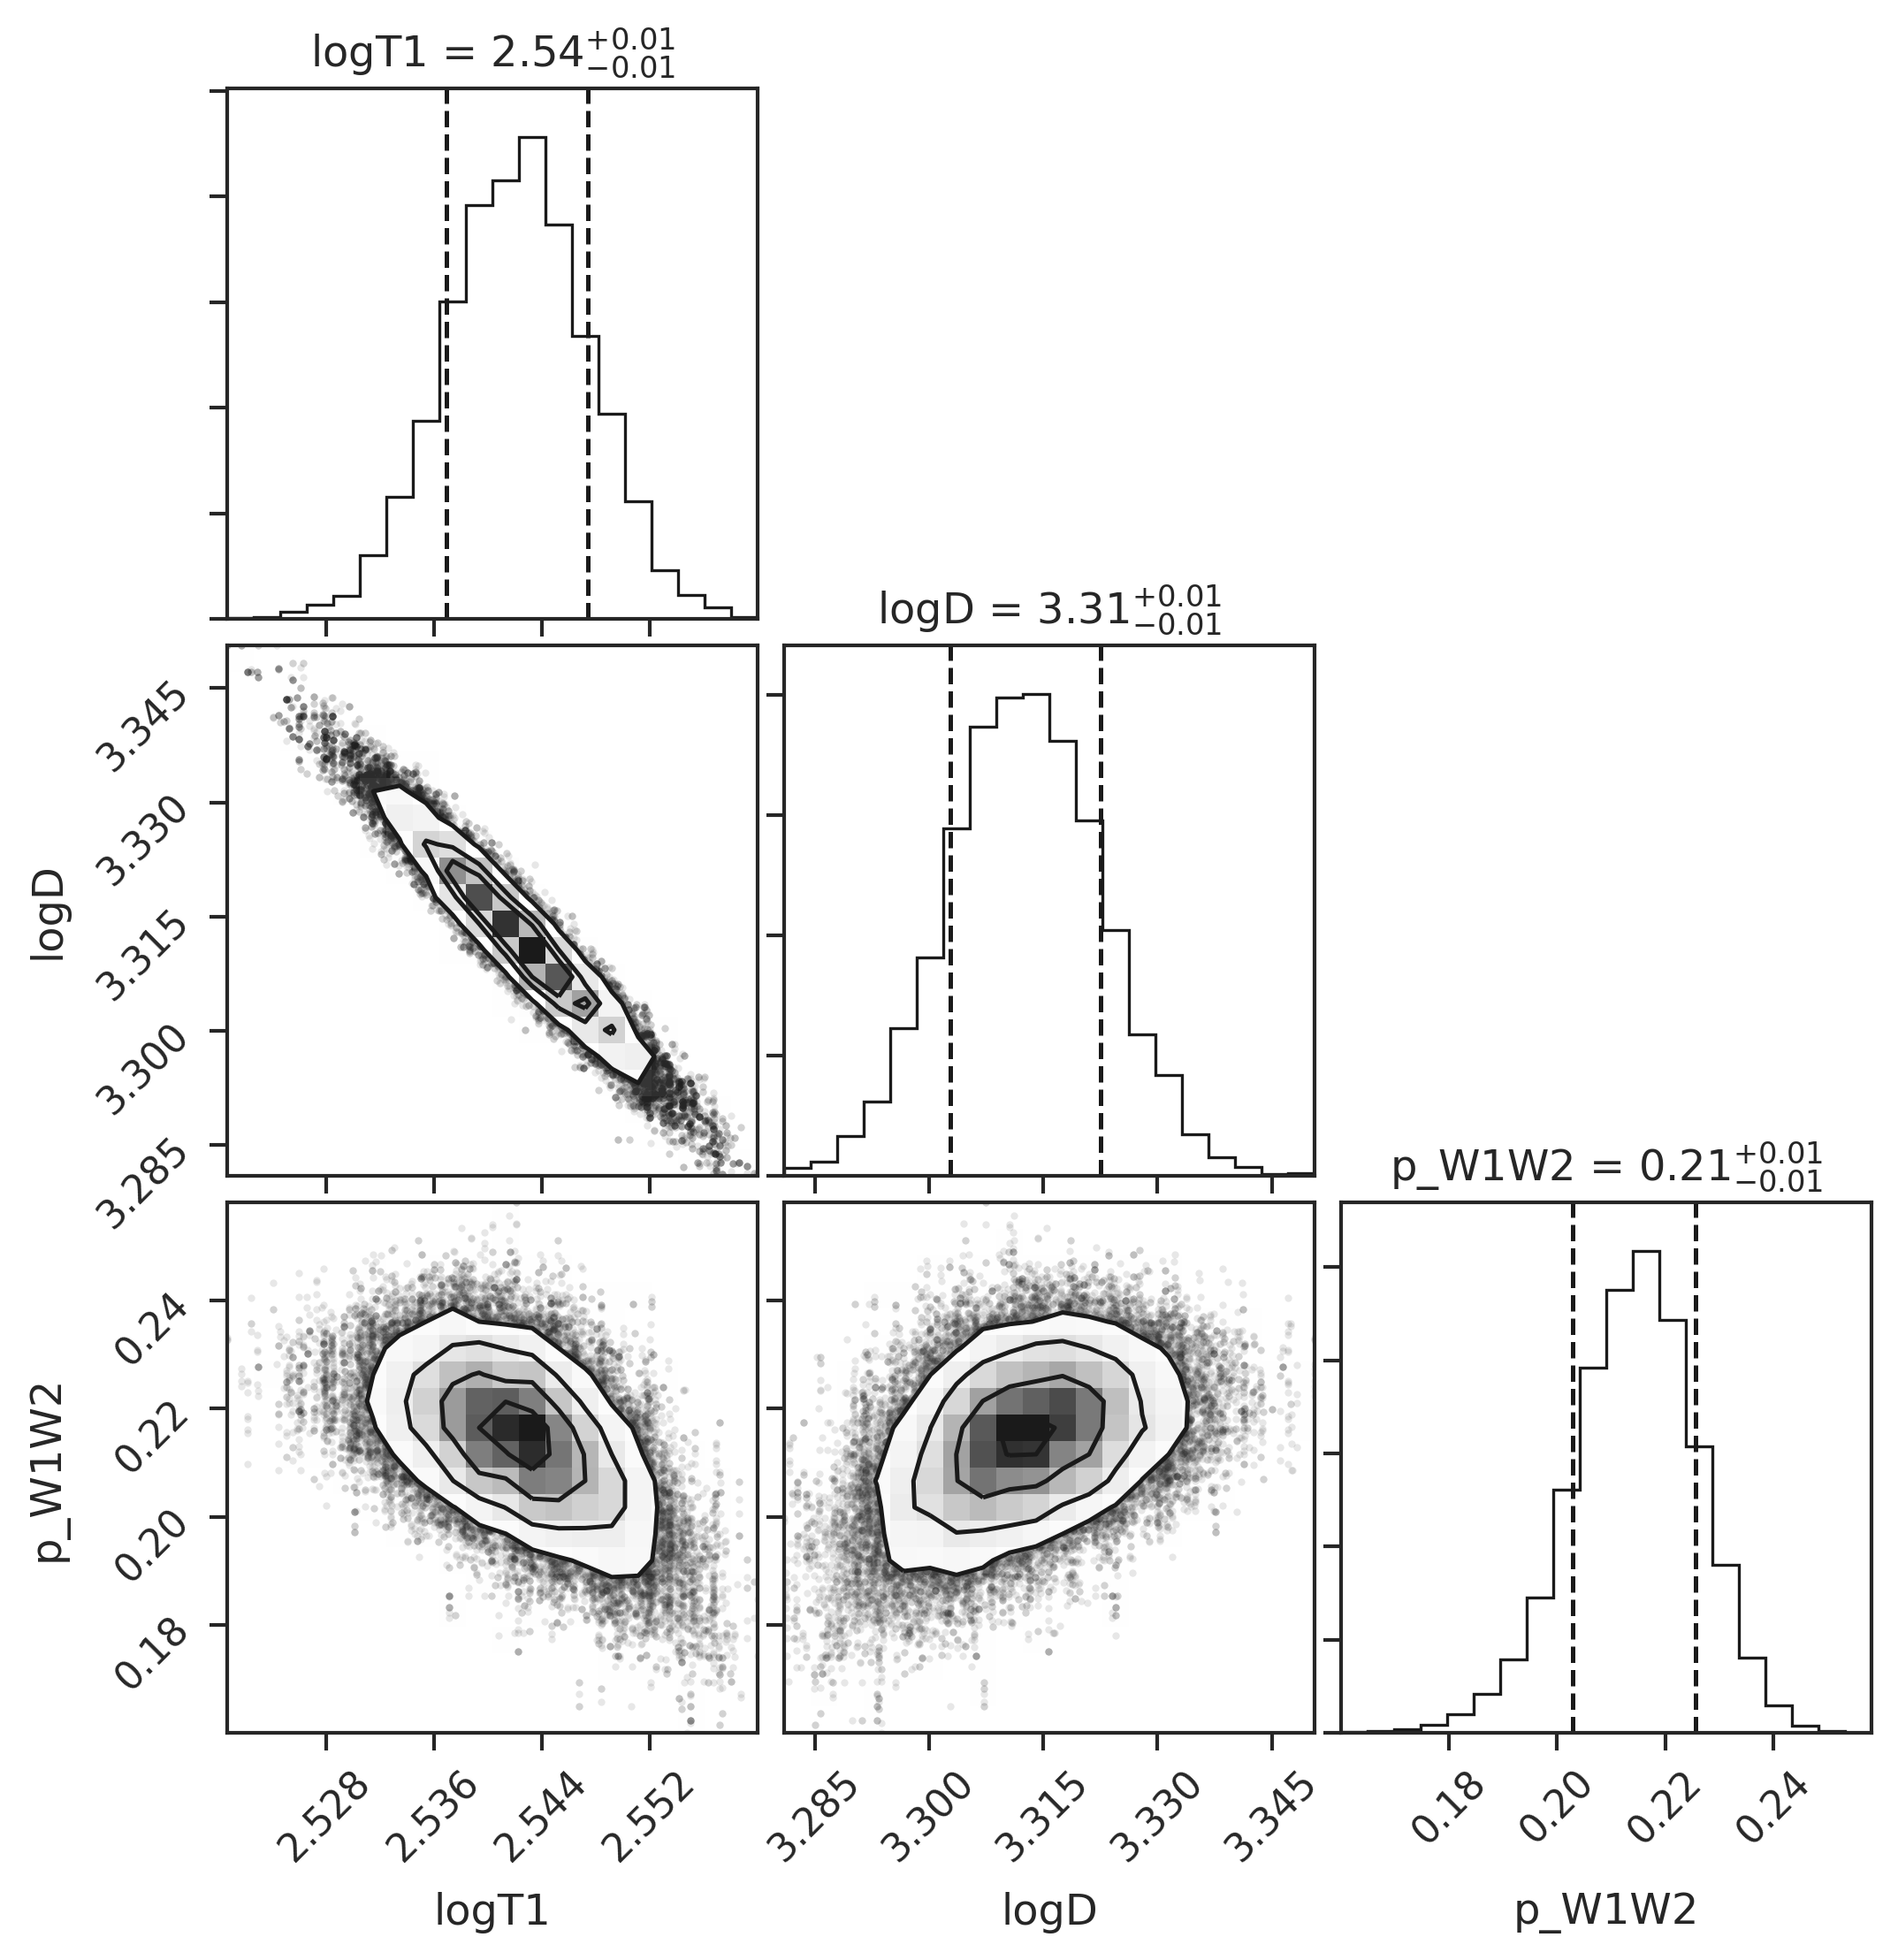 logT1 = 2.54+0.01 −0.01
logD = 3.31+0.01 −0.01
3.345
3.330
3.315
3.300
3.285
logD
p_W1W2 = 0.21+0.01 −0.01
0.24
0.22
0.20
0.18
p_W1W2
2.528 2.536 2.544 2.552 3.285 3.300 3.315 3.330 3.345 0.18 0.20 0.22 0.24
logT1 logD p_W1W2